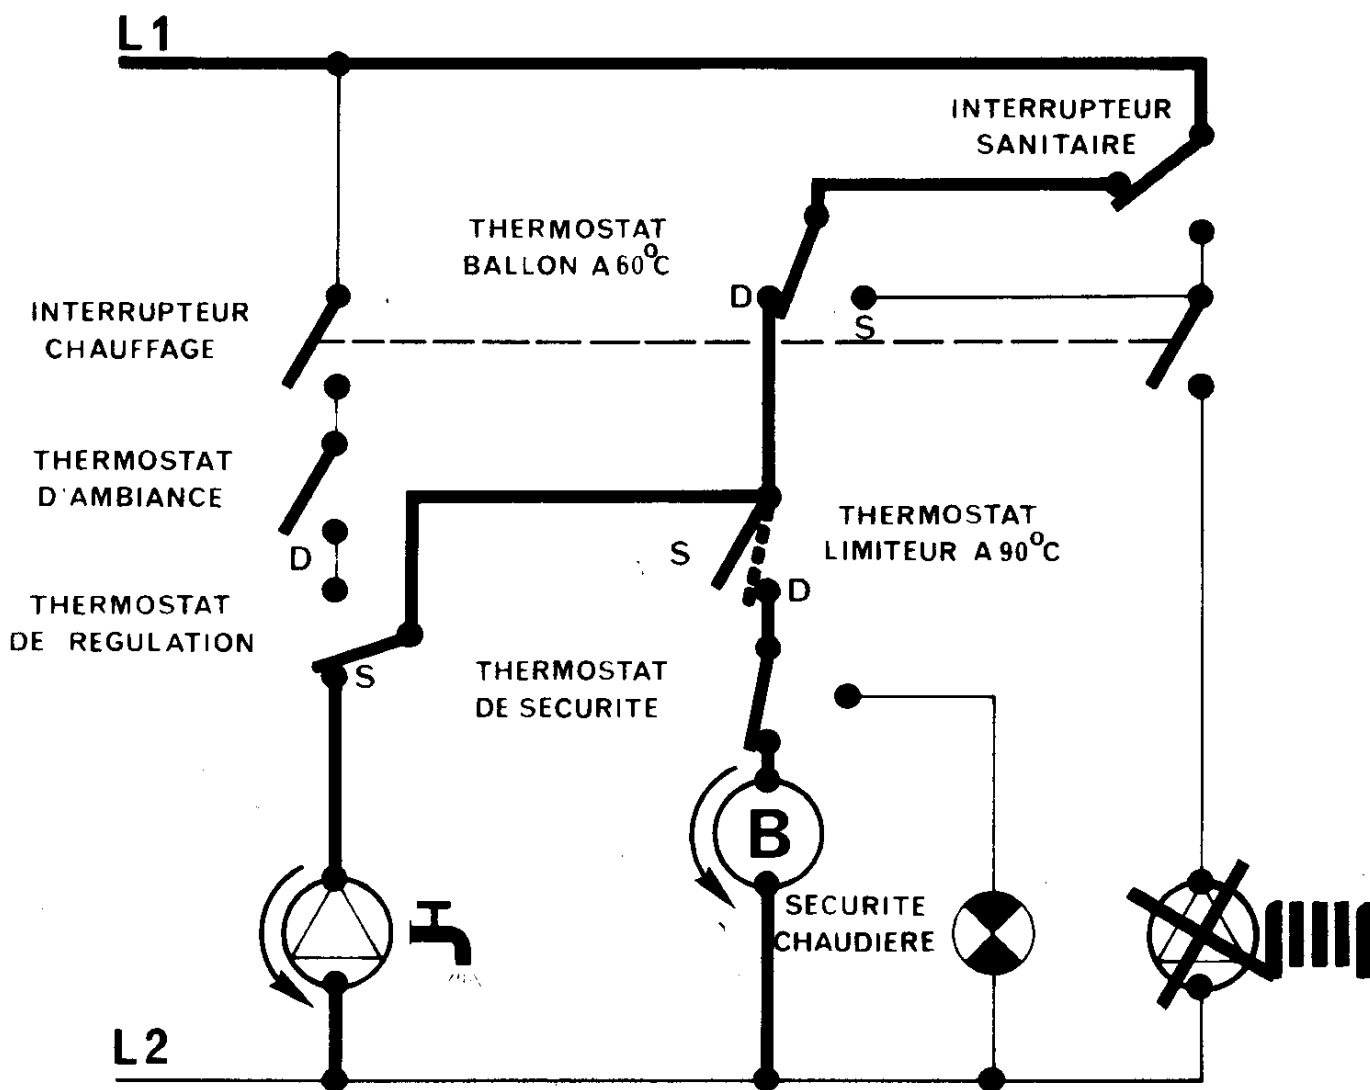 L1
INTERRUPTEUR
SANITAIRE
THERMOSTAT
BALLON A 60°C
D
S
INTERRUPTEUR
CHAUFFAGE
THERMOSTAT
D'AMBIANCE
D
THERMOSTAT
LIMITEUR A 90°C
S
D
THERMOSTAT
DE REGULATION
S
THERMOSTAT
DE SECURITE
B
SECURITE
CHAUDIERE
L2